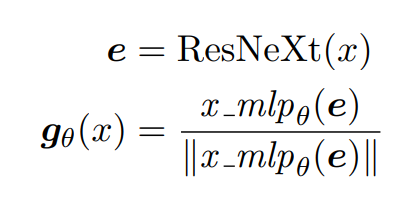 e = ResNeXt(x)
g_θ(x) = x_mlp_θ(e) / ‖x_mlp_θ(e)‖